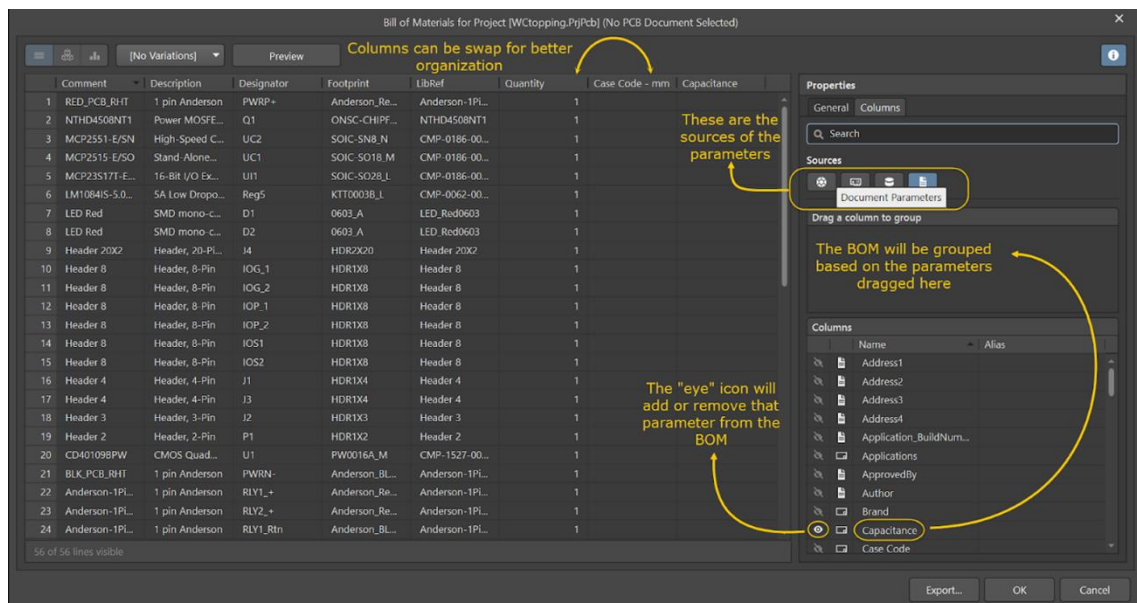 Bill of Materials for Project [WCtopping.PrjPcb] (No PCB Document Selected)
[No Variations]
Preview
Columns can be swap for better
organization
Comment Description Designator Footprint LibRef Quantity Case Code - mm Capacitance
1 RED_PCB_RHT 1 pin Anderson PWRP+ Anderson_Re... Anderson-1Pi... 1
2 NTHD4508NT1 Power MOSFE... Q1 ONSC-CHIPF... NTHD4508NT1 1
3 MCP2551-E/SN High-Speed C... UC2 SOIC-SN8_N CMP-0186-00... 1
4 MCP2515-E/SO Stand-Alone... UC1 SOIC-SO18_M CMP-0186-00... 1
5 MCP23S17T-E... 16-Bit I/O Ex... UI1 SOIC-SO28_L CMP-0186-00... 1
6 LM1084IS-5.0... 5A Low Dropo... Reg5 KTT0003B_L CMP-0062-00... 1
7 LED Red SMD mono-c... D1 0603_A LED_Red0603 1
8 LED Red SMD mono-c... D2 0603_A LED_Red0603 1
9 Header 20X2 Header, 20-Pi... J4 HDR2X20 Header 20X2 1
10 Header 8 Header, 8-Pin IOG_1 HDR1X8 Header 8 1
11 Header 8 Header, 8-Pin IOG_2 HDR1X8 Header 8 1
12 Header 8 Header, 8-Pin IOP_1 HDR1X8 Header 8 1
13 Header 8 Header, 8-Pin IOP_2 HDR1X8 Header 8 1
14 Header 8 Header, 8-Pin IOS1 HDR1X8 Header 8 1
15 Header 8 Header, 8-Pin IOS2 HDR1X8 Header 8 1
16 Header 4 Header, 4-Pin J1 HDR1X4 Header 4 1
17 Header 4 Header, 4-Pin J3 HDR1X4 Header 4 1
18 Header 3 Header, 3-Pin J2 HDR1X3 Header 3 1
19 Header 2 Header, 2-Pin P1 HDR1X2 Header 2 1
20 CD40109BPW CMOS Quad... U1 PW0016A_M CMP-1527-00... 1
21 BLK_PCB_RHT 1 pin Anderson PWRN- Anderson_BL... Anderson-1Pi... 1
22 Anderson-1Pi... 1 pin Anderson RLY1_+ Anderson_Re... Anderson-1Pi... 1
23 Anderson-1Pi... 1 pin Anderson RLY2_+ Anderson_Re... Anderson-1Pi... 1
24 Anderson-1Pi... 1 pin Anderson RLY1_Rtn Anderson_BL... Anderson-1Pi... 1
56 of 56 lines visible
These are the
sources of the
parameters
The "eye" icon will
add or remove that
parameter from the
BOM
Properties
General Columns
Search
Sources
Document Parameters
Drag a column to group
The BOM will be grouped
based on the parameters
dragged here
Columns
Name Alias
Address1
Address2
Address3
Address4
Application_BuildNum...
Applications
ApprovedBy
Author
Brand
Capacitance
Case Code
Export... OK Cancel